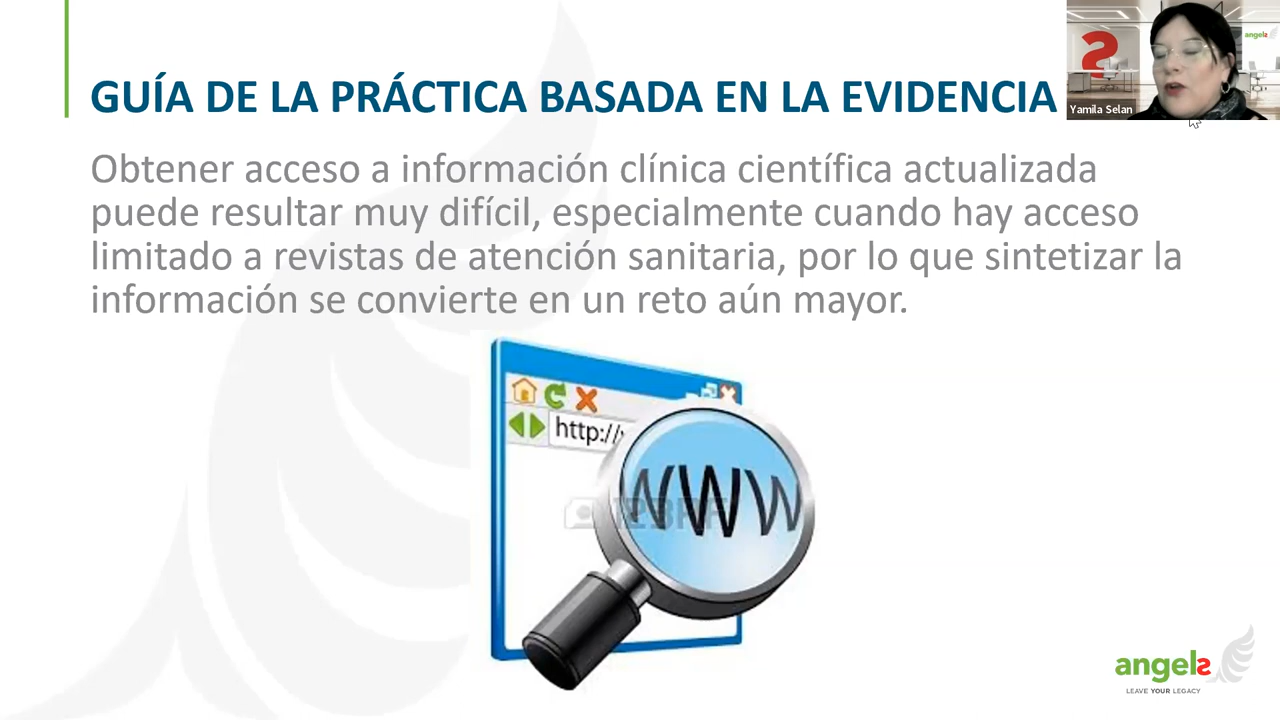 GUÍA DE LA PRÁCTICA BASADA EN LA EVIDENCIA
angels
Yamila Selan
Obtener acceso a información clínica científica actualizada
puede resultar muy difícil, especialmente cuando hay acceso
limitado a revistas de atención sanitaria, por lo que sintetizar la
información se convierte en un reto aún mayor.
http://
WWW
123RF
angels
LEAVE YOUR LEGACY